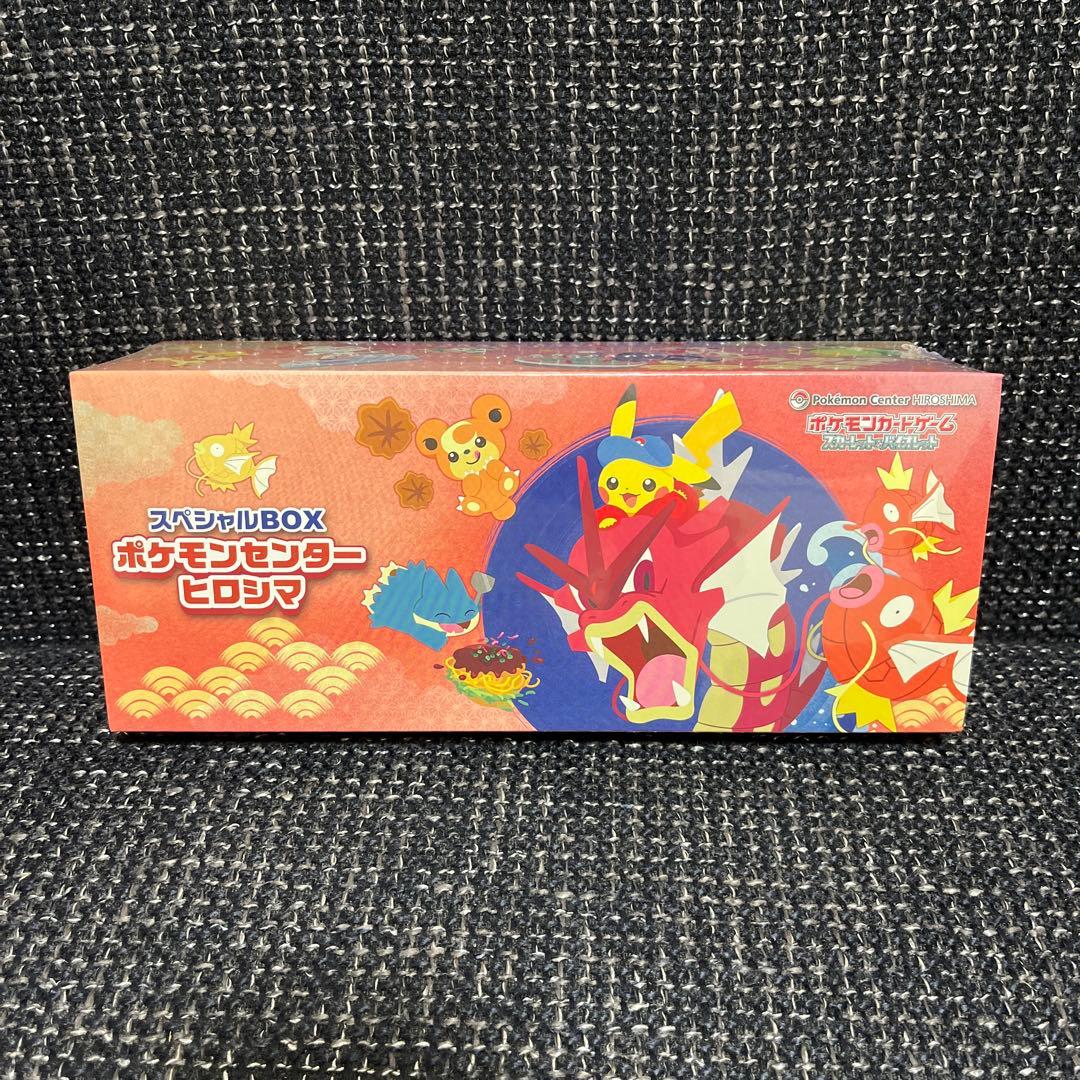 Pokémon Center HIROSHIMA
ポケモンカードゲーム
スカーレット&バイオレット
スペシャルBOX
ポケモンセンター
ヒロシマ